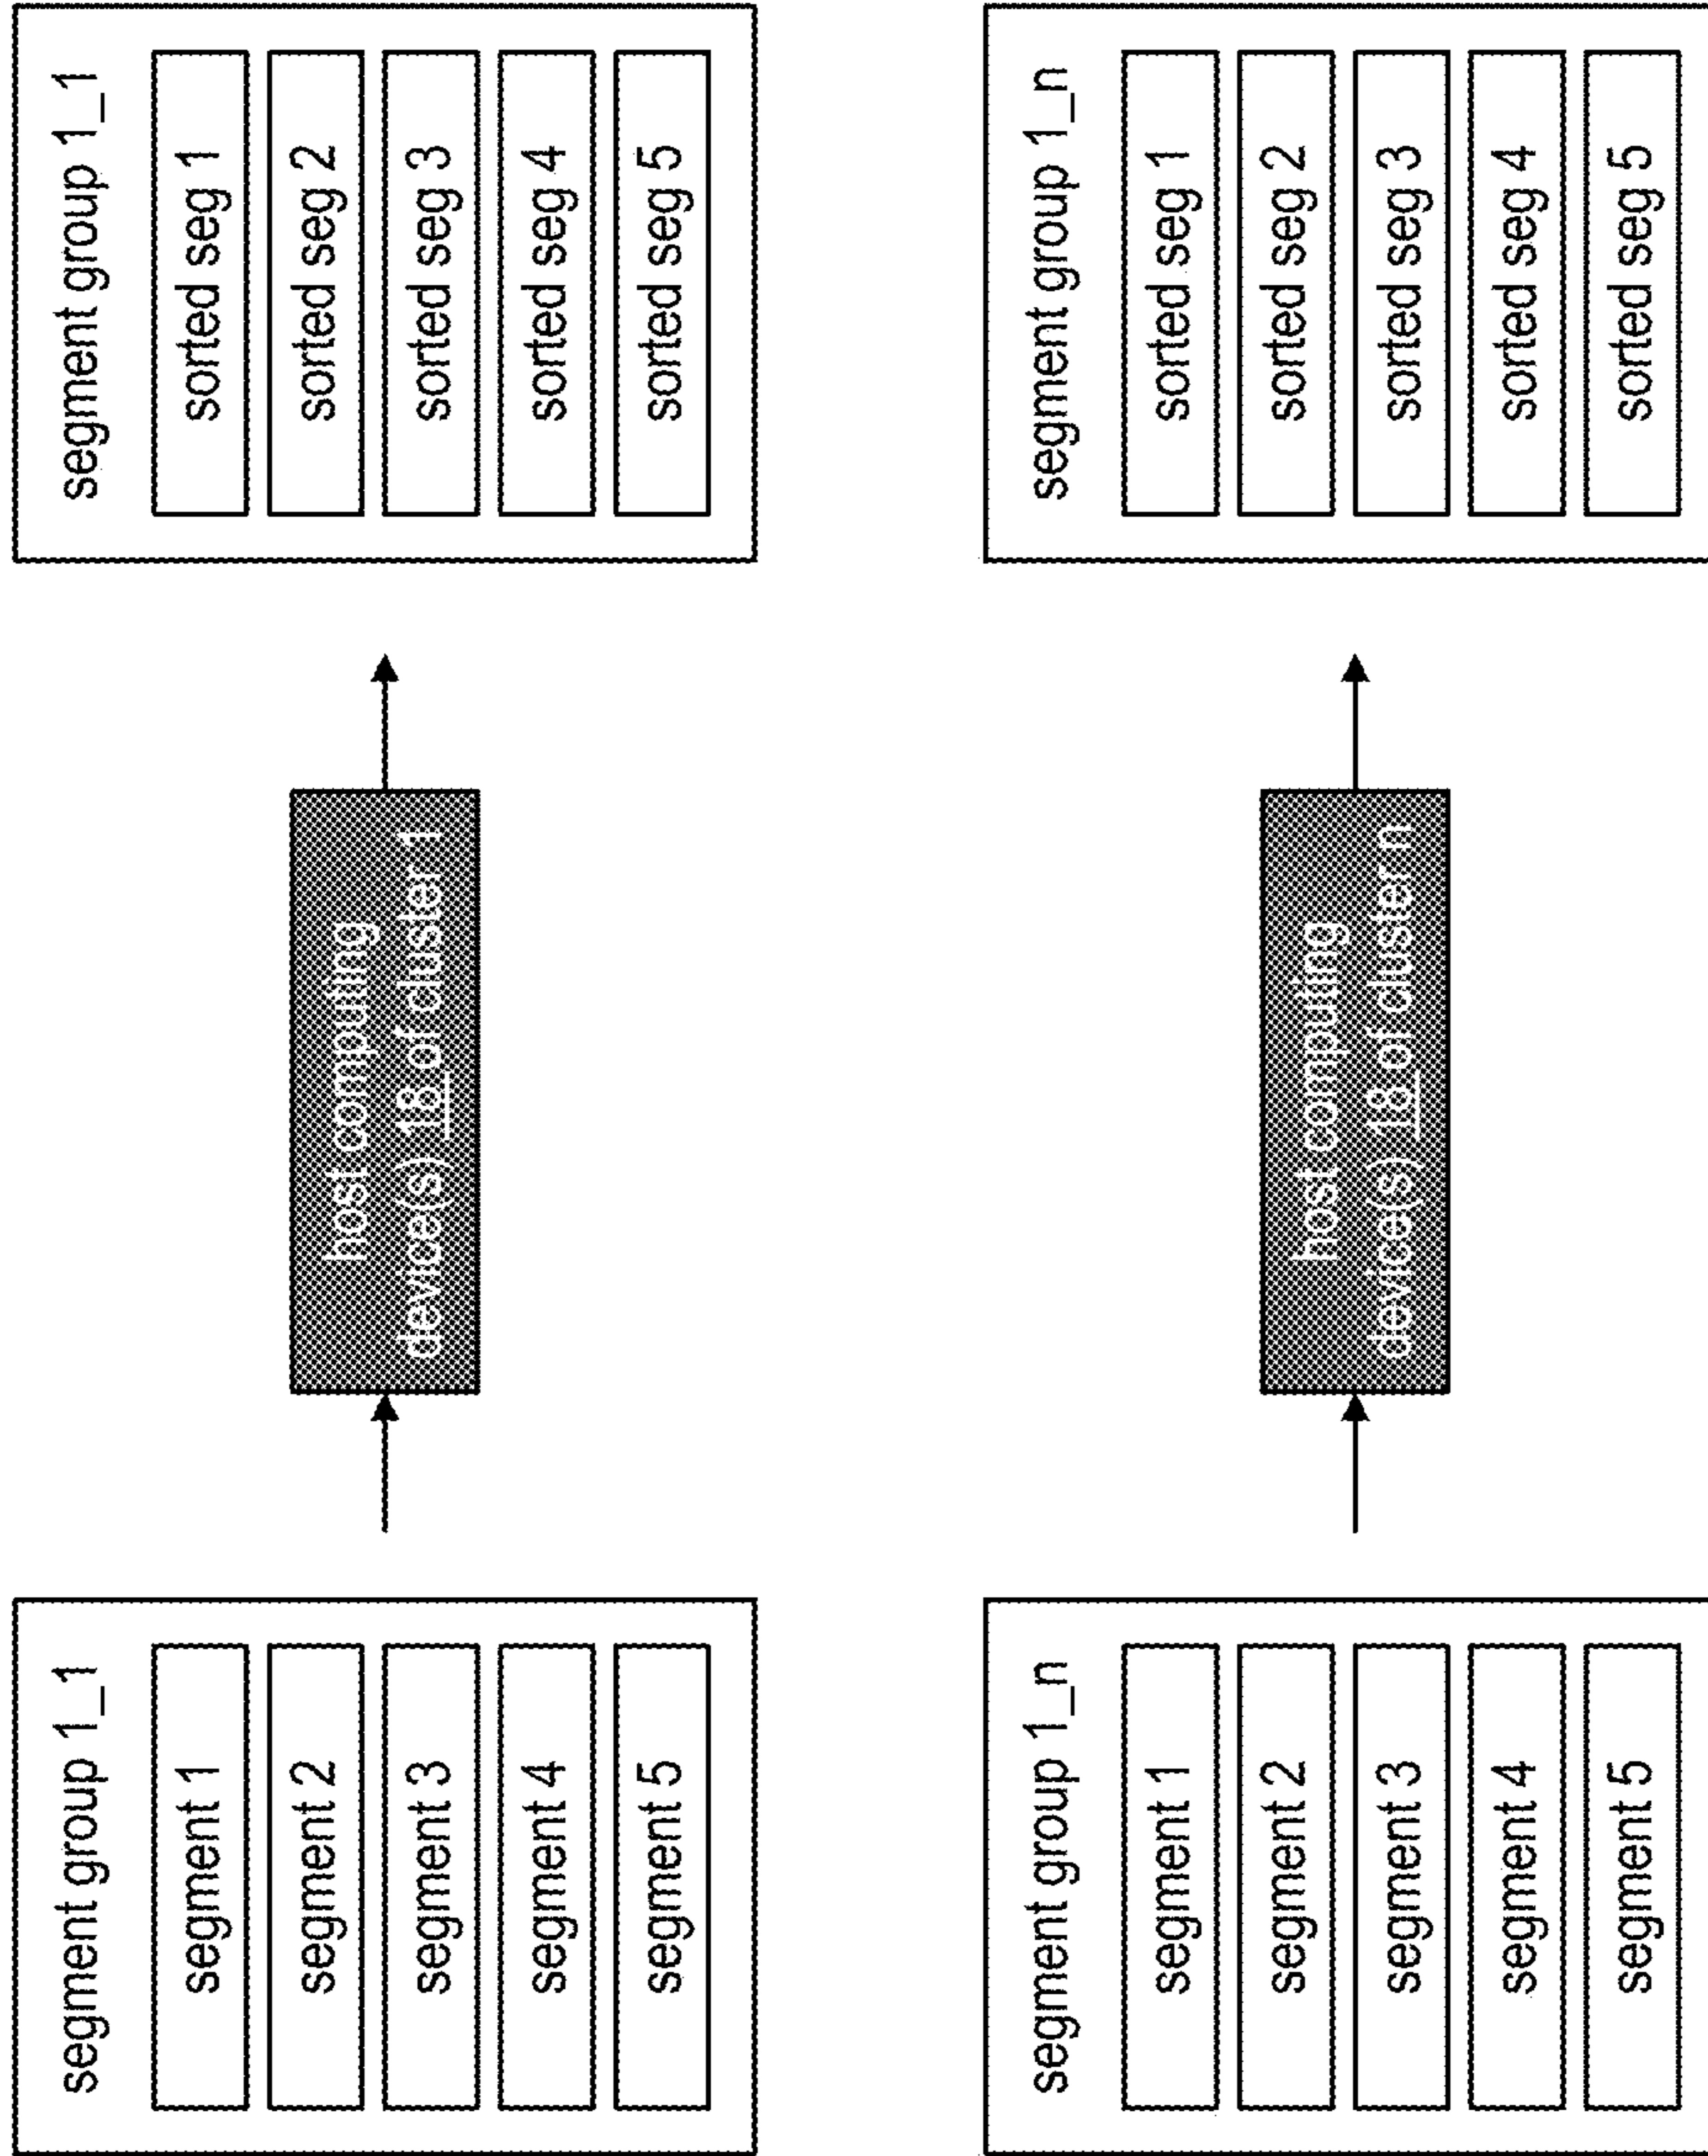 segment group 1_1
segment 1
segment 2
segment 3
segment 4
segment 5
host computing
device(s) 18 of cluster 1
segment group 1_1
sorted seg 1
sorted seg 2
sorted seg 3
sorted seg 4
sorted seg 5
segment group 1_n
segment 1
segment 2
segment 3
segment 4
segment 5
host computing
device(s) 18 of cluster n
segment group 1_n
sorted seg 1
sorted seg 2
sorted seg 3
sorted seg 4
sorted seg 5